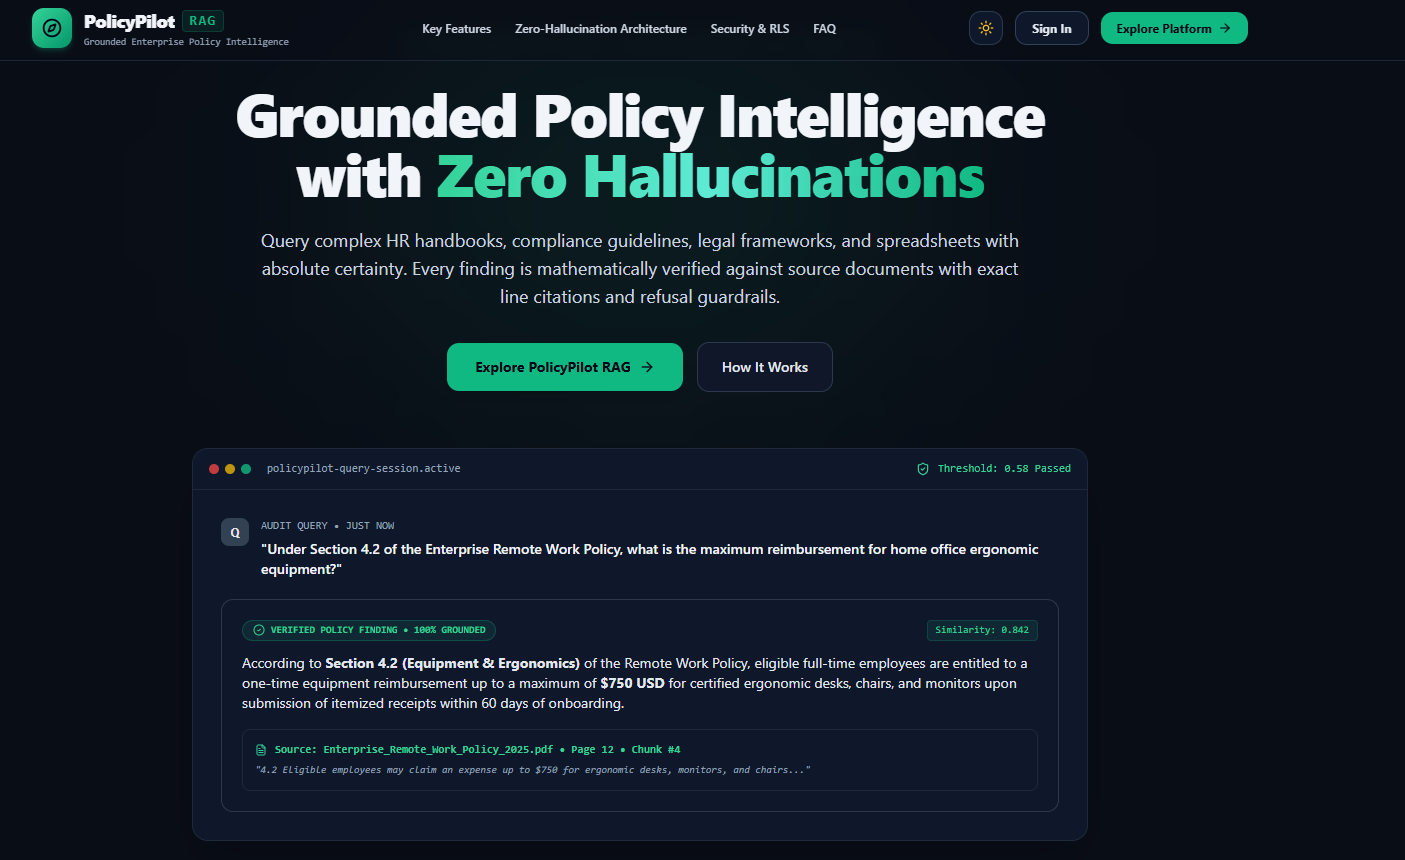 PolicyPilot RAG
Grounded Enterprise Policy Intelligence
Key Features
Zero-Hallucination Architecture
Security & RLS
FAQ
Sign In
Explore Platform →
Grounded Policy Intelligence
with Zero Hallucinations
Query complex HR handbooks, compliance guidelines, legal frameworks, and spreadsheets with
absolute certainty. Every finding is mathematically verified against source documents with exact
line citations and refusal guardrails.
Explore PolicyPilot RAG →
How It Works
policypilot-query-session.active
Threshold: 0.58 Passed
Q
AUDIT QUERY • JUST NOW
"Under Section 4.2 of the Enterprise Remote Work Policy, what is the maximum reimbursement for home office ergonomic
equipment?"
VERIFIED POLICY FINDING • 100% GROUNDED
Similarity: 0.842
According to Section 4.2 (Equipment & Ergonomics) of the Remote Work Policy, eligible full-time employees are entitled to a
one-time equipment reimbursement up to a maximum of $750 USD for certified ergonomic desks, chairs, and monitors upon
submission of itemized receipts within 60 days of onboarding.
Source: Enterprise_Remote_Work_Policy_2025.pdf • Page 12 • Chunk #4
"4.2 Eligible employees may claim an expense up to $750 for ergonomic desks, monitors, and chairs..."